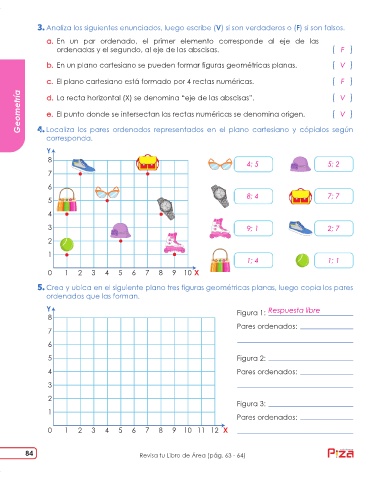 3. Analiza los siguientes enunciados, luego escribe (V) si son verdaderos o (F) si son falsos.
a. En un par ordenado, el primer elemento corresponde al eje de las
ordenadas y el segundo, al eje de las abscisas. ( F )
b. En un plano cartesiano se pueden formar figuras geométricas planas. ( V )
c. El plano cartesiano está formado por 4 rectas numéricas. ( F )
d. La recta horizontal (X) se denomina “eje de las abscisas”. ( V )
e. El punto donde se intersectan las rectas numéricas se denomina origen. ( V )
Geometría
4. Localiza los pares ordenados representados en el plano cartesiano y cópialos según
corresponda.
Y
8
7
6
5
4
3
2
1
0 1 2 3 4 5 6 7 8 9 10 X
4; 5 5; 2
8; 4 7; 7
9; 1 2; 7
1; 4 1; 1
5. Crea y ubica en el siguiente plano tres figuras geométricas planas, luego copia los pares
ordenados que las forman.
Y
8
7
6
5
4
3
2
1
0 1 2 3 4 5 6 7 8 9 10 11 12 X
Figura 1: Respuesta libre
Pares ordenados:
Figura 2:
Pares ordenados:
Figura 3:
Pares ordenados:
84
Revisa tu Libro de Área (pág. 63 - 64)
Piza